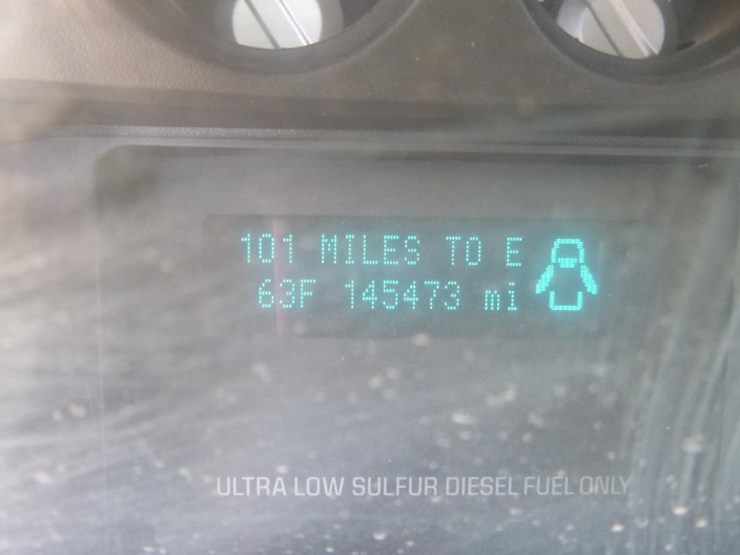 101 MILES TO E
63F 145473 mi
ULTRA LOW SULFUR DIESEL FUEL ONLY